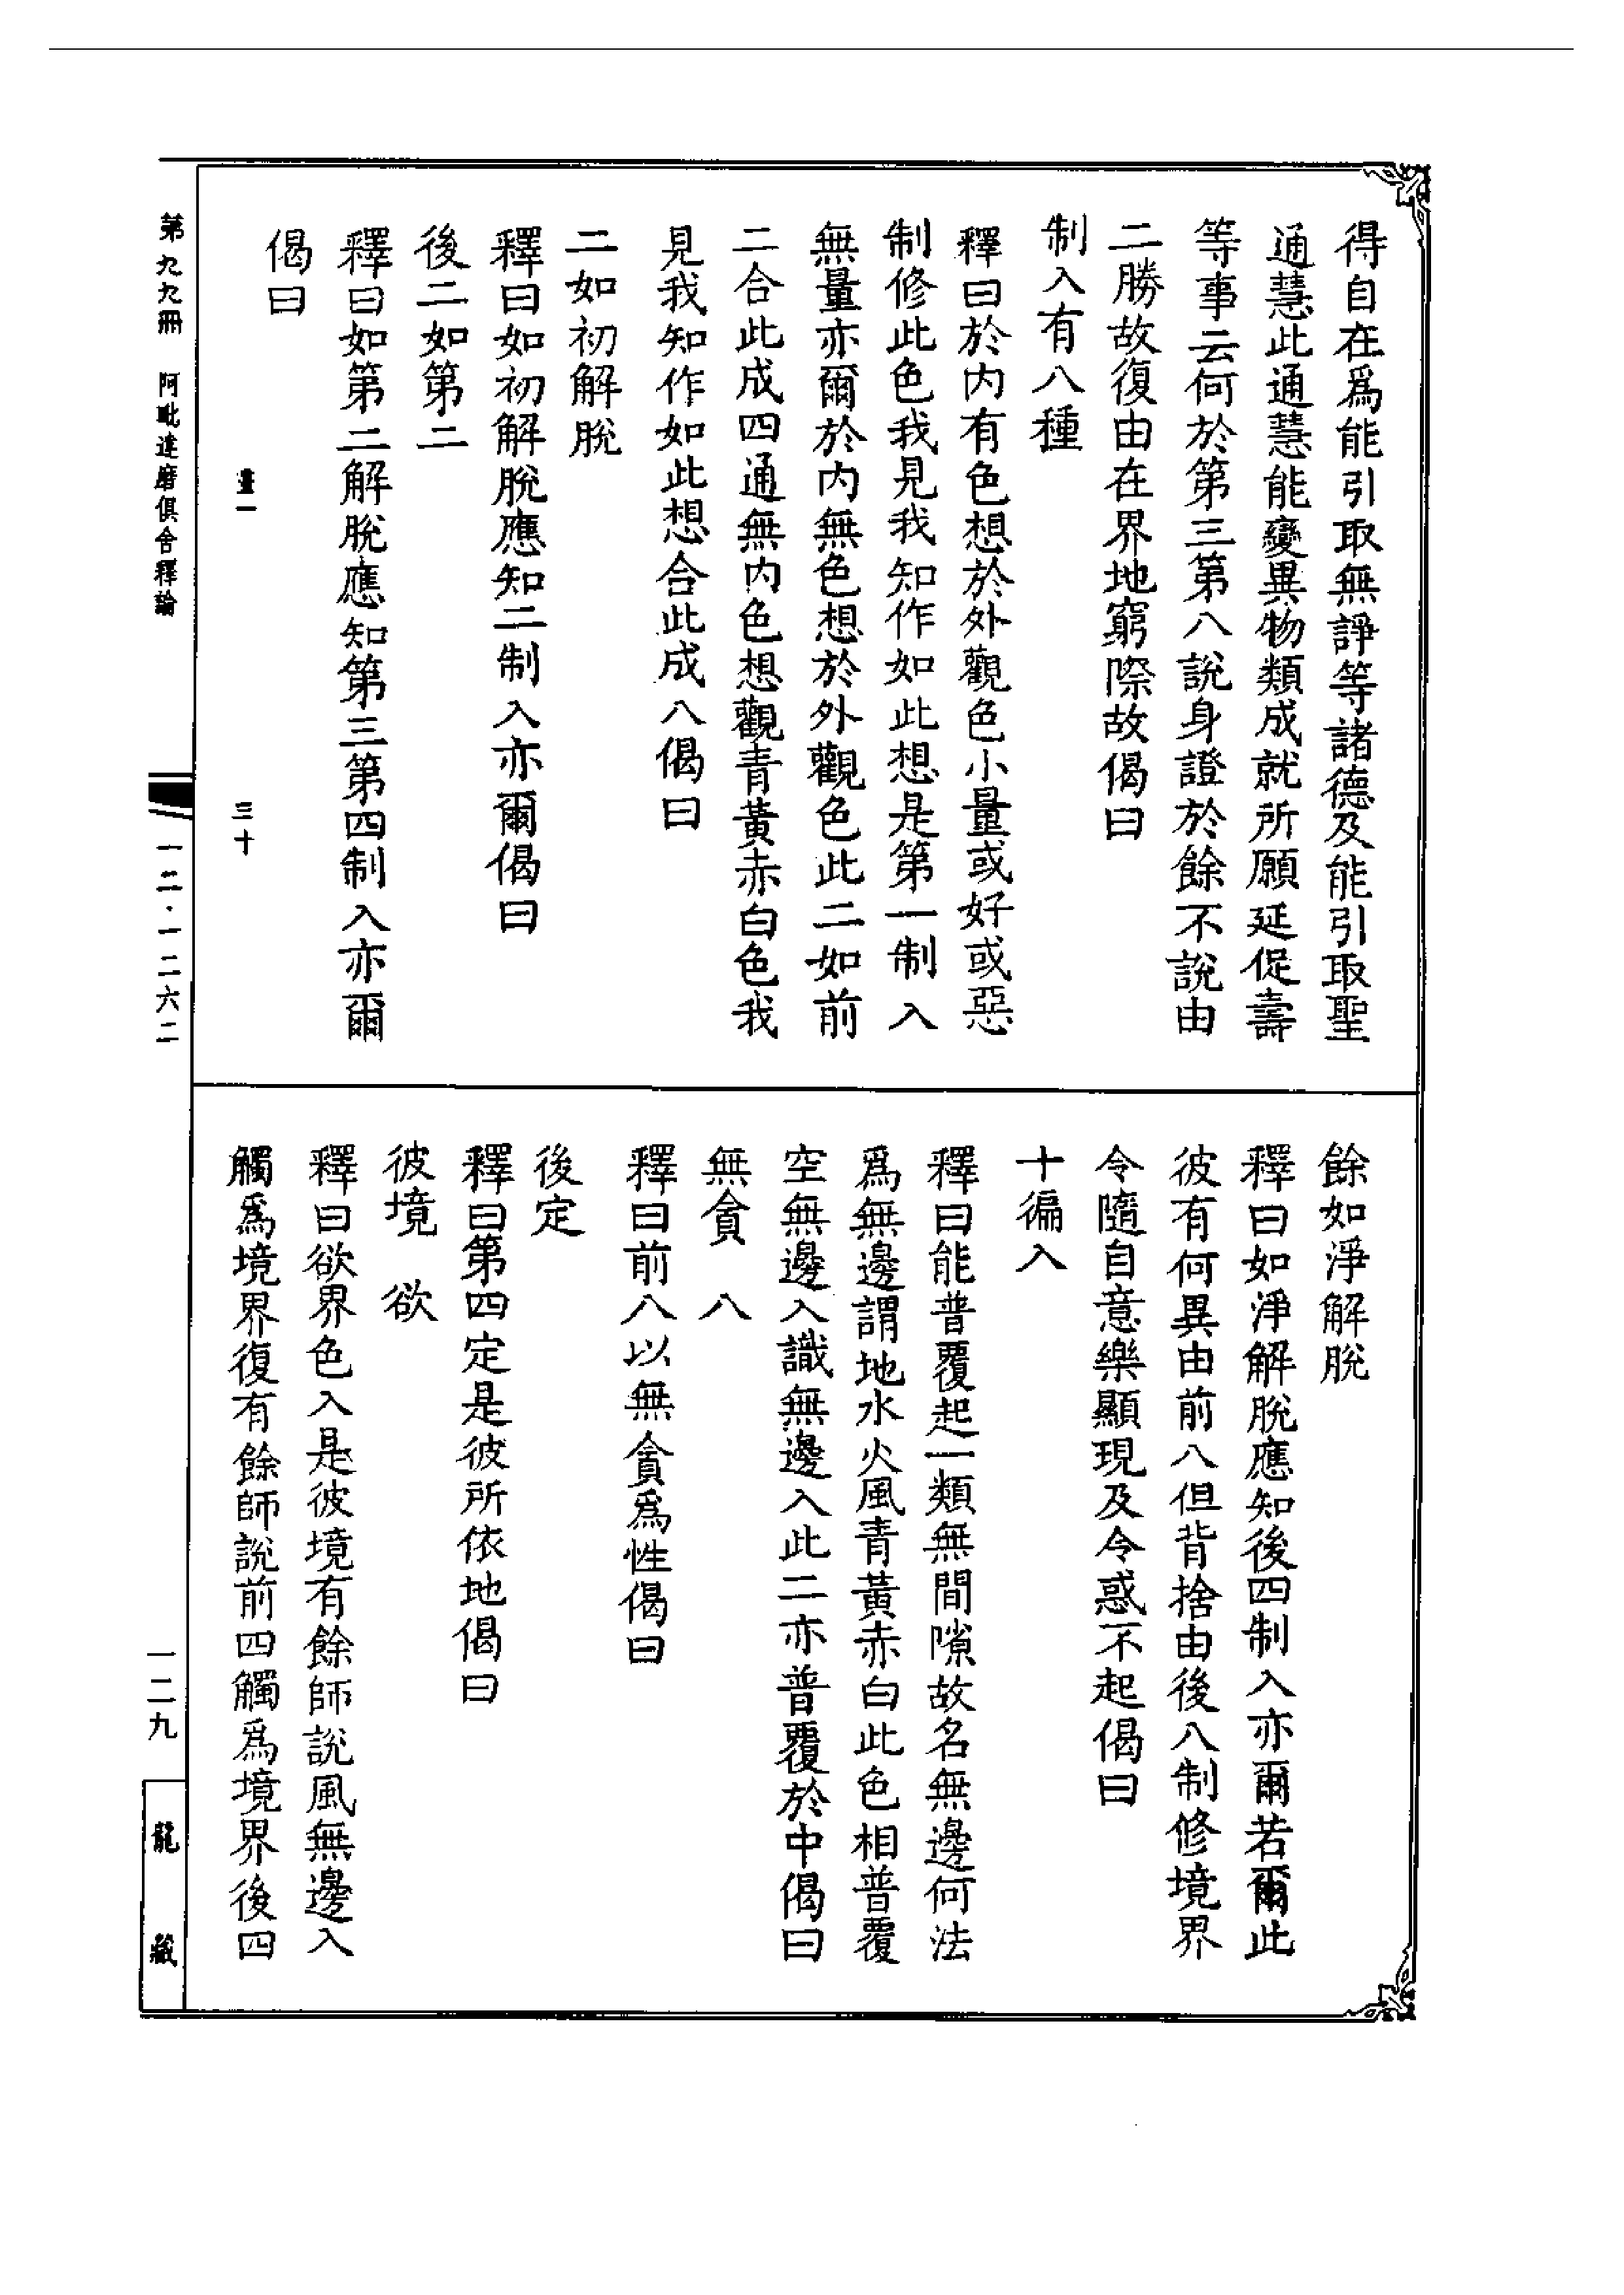 得自在爲能引取無諍等諸德及能引取聖
通慧此通慧能變異物類成就所願延促壽
等事云何於第三第八說身證於餘不說由
二勝故復由在界地窮際故偈曰
制入有八種
釋曰於內有色想於外觀色小量或好或惡
制修此色我見我知作如此想是第一制入
無量亦爾於內無色想於外觀色此二如前
二合此成四通無內色想觀青黃赤白色我
見我知作如此想合此成八偈曰
二如初解脫
釋曰如初解脫應知二制入亦爾偈曰
後二如第二
釋曰如第二解脫應知第三第四制入亦爾
偈曰
餘如淨解脫
釋曰如淨解脫應知後四制入亦爾若爾此
彼有何異由前八但背捨由後八制修境界
令隨自意樂顯現及令惑不起偈曰
十徧入
釋曰能普覆起一類無間隙故名無邊何法
爲無邊謂地水火風青黃赤白此色相普覆
空無邊入識無邊入此二亦普覆於中偈曰
無貪 八
釋曰前八以無貪爲性偈曰
後定
釋曰第四定是彼所依地偈曰
彼境 欲
釋曰欲界色入是彼境有餘師說風無邊入
觸爲境界復有餘師說前四觸爲境界後四
三十
第九九冊 阿毗達磨俱舍釋論
一二·一二六二
一二九
龍藏